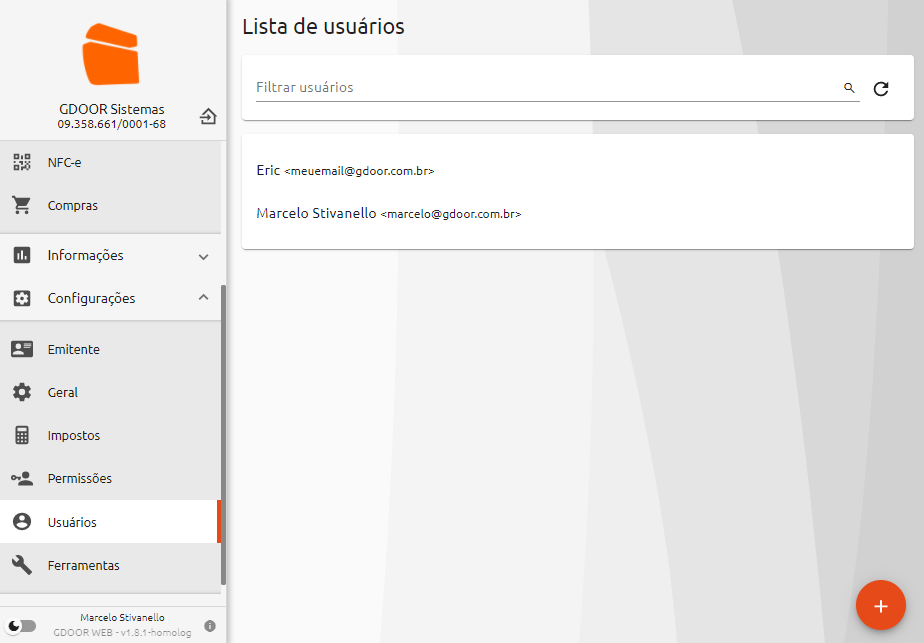 GDOOR Sistemas
09.358.661/0001-68
NFC-e
Compras
Informações
Configurações
Emitente
Geral
Impostos
Permissões
Usuários
Ferramentas
Marcelo Stivanello
GDOOR WEB - v1.8.1-homolog
Lista de usuários
Filtrar usuários
Eric <meuemail@gdoor.com.br>
Marcelo Stivanello <marcelo@gdoor.com.br>